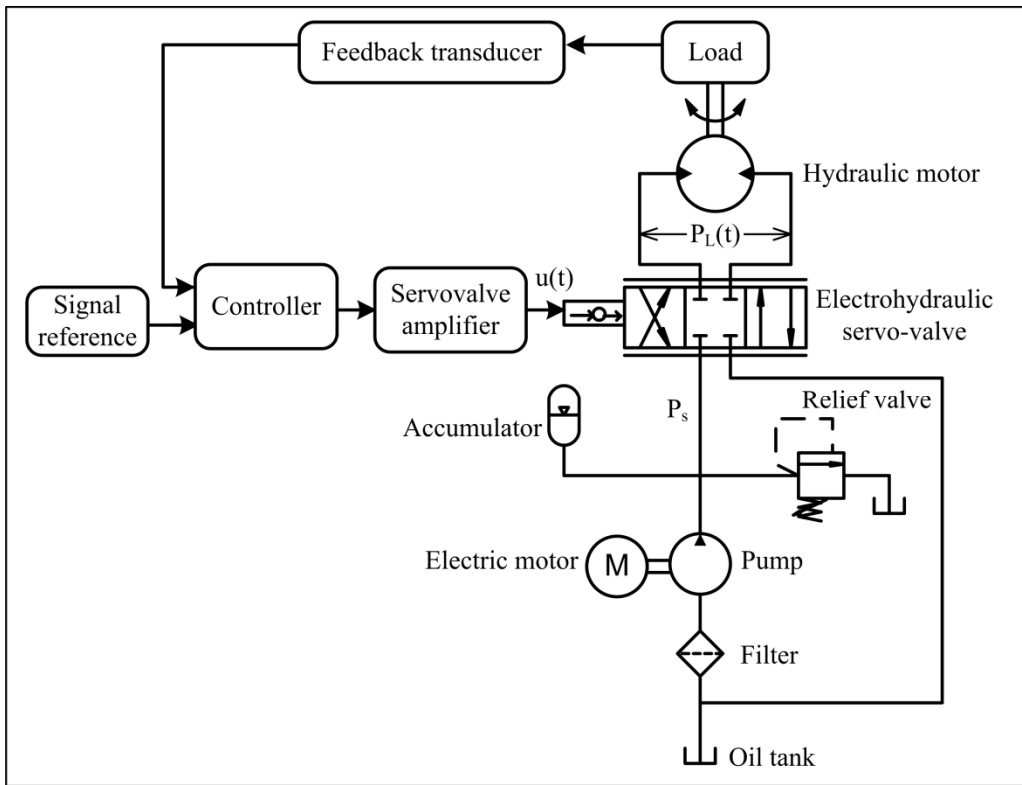 Feedback transducer
Load
Hydraulic motor
P_L(t)
u(t)
Signal
reference
Controller
Servovalve
amplifier
Electrohydraulic
servo-valve
Relief valve
Accumulator
P_s
Electric motor
M
Pump
Filter
Oil tank